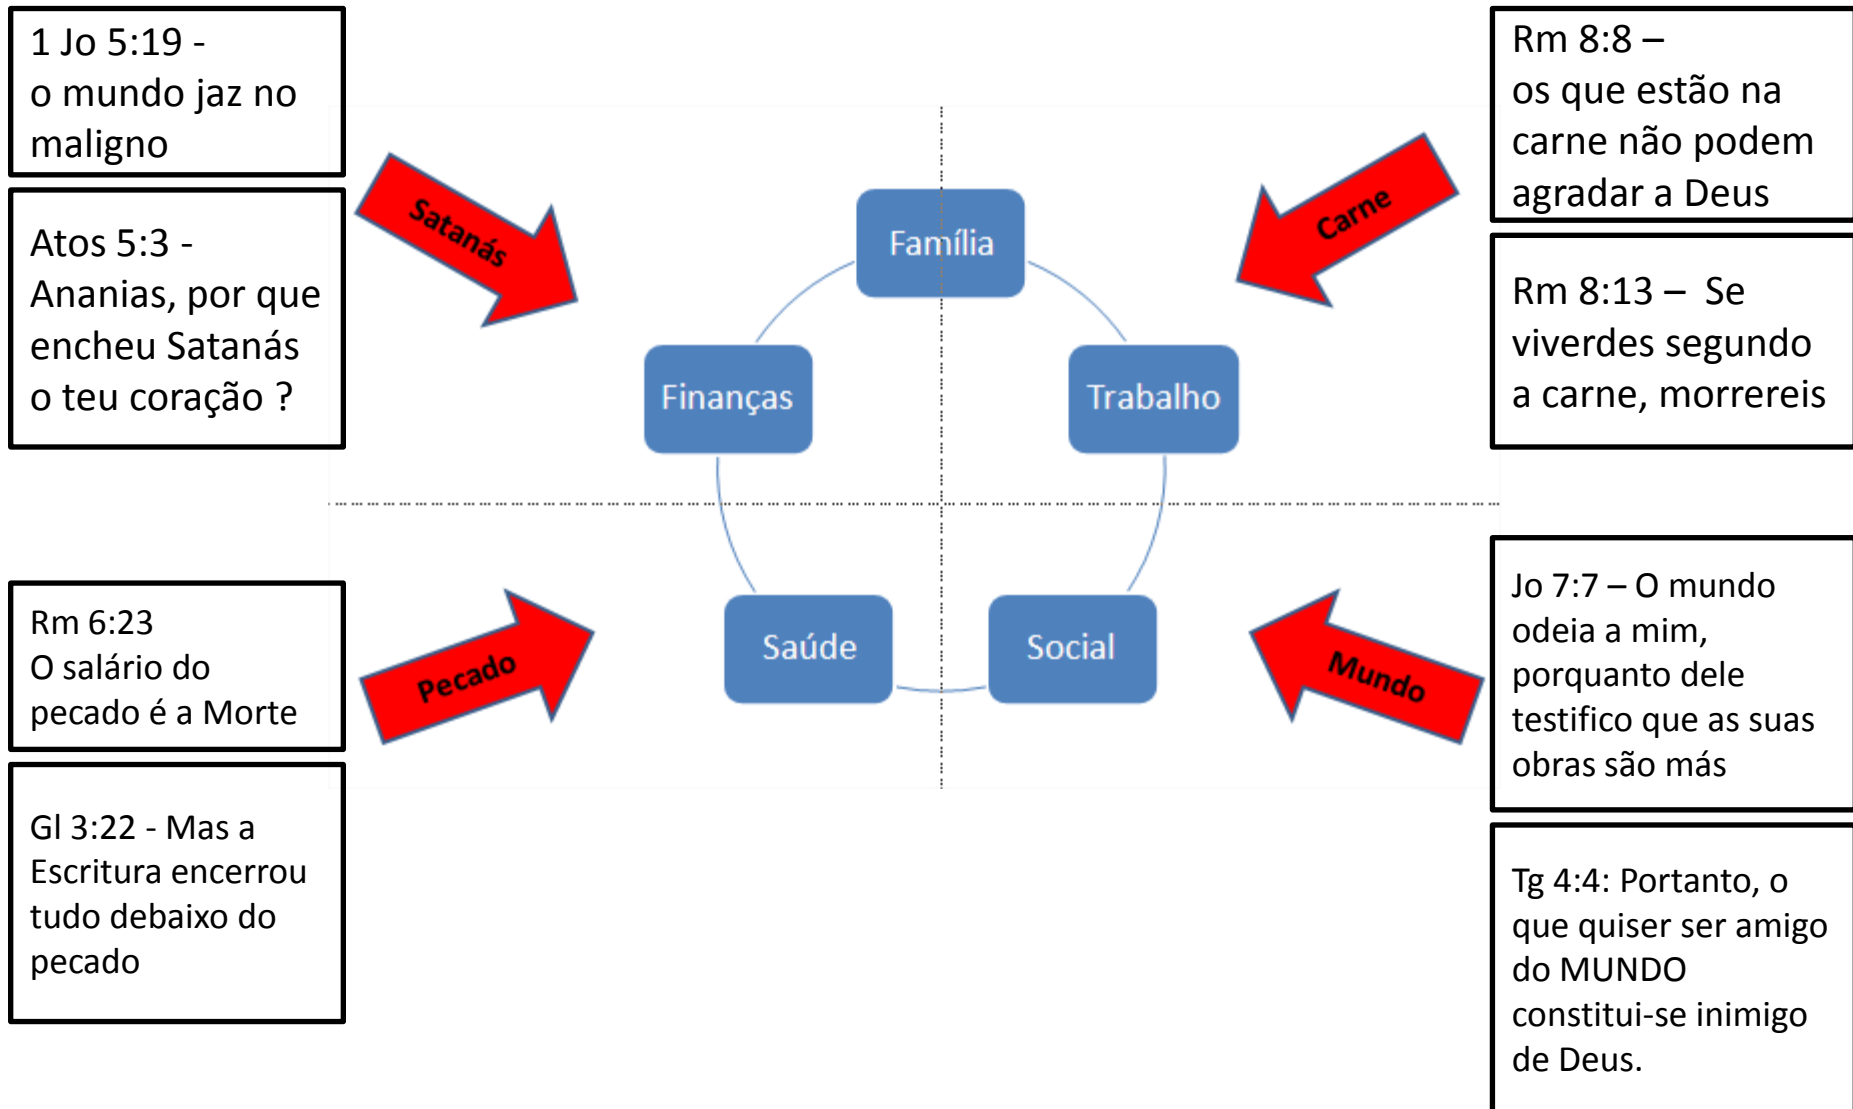 1 Jo 5:19 -
o mundo jaz no
maligno
Atos 5:3 -
Ananias, por que
encheu Satanás
o teu coração ?
Rm 6:23
O salário do
pecado é a Morte
Gl 3:22 - Mas a
Escritura encerrou
tudo debaixo do
pecado
Satanás
Carne
Família
Finanças
Trabalho
Saúde
Social
Pecado
Mundo
Rm 8:8 –
os que estão na
carne não podem
agradar a Deus
Rm 8:13 – Se
viverdes segundo
a carne, morrereis
Jo 7:7 – O mundo
odeia a mim,
porquanto dele
testifico que as suas
obras são más
Tg 4:4: Portanto, o
que quiser ser amigo
do MUNDO
constitui-se inimigo
de Deus.